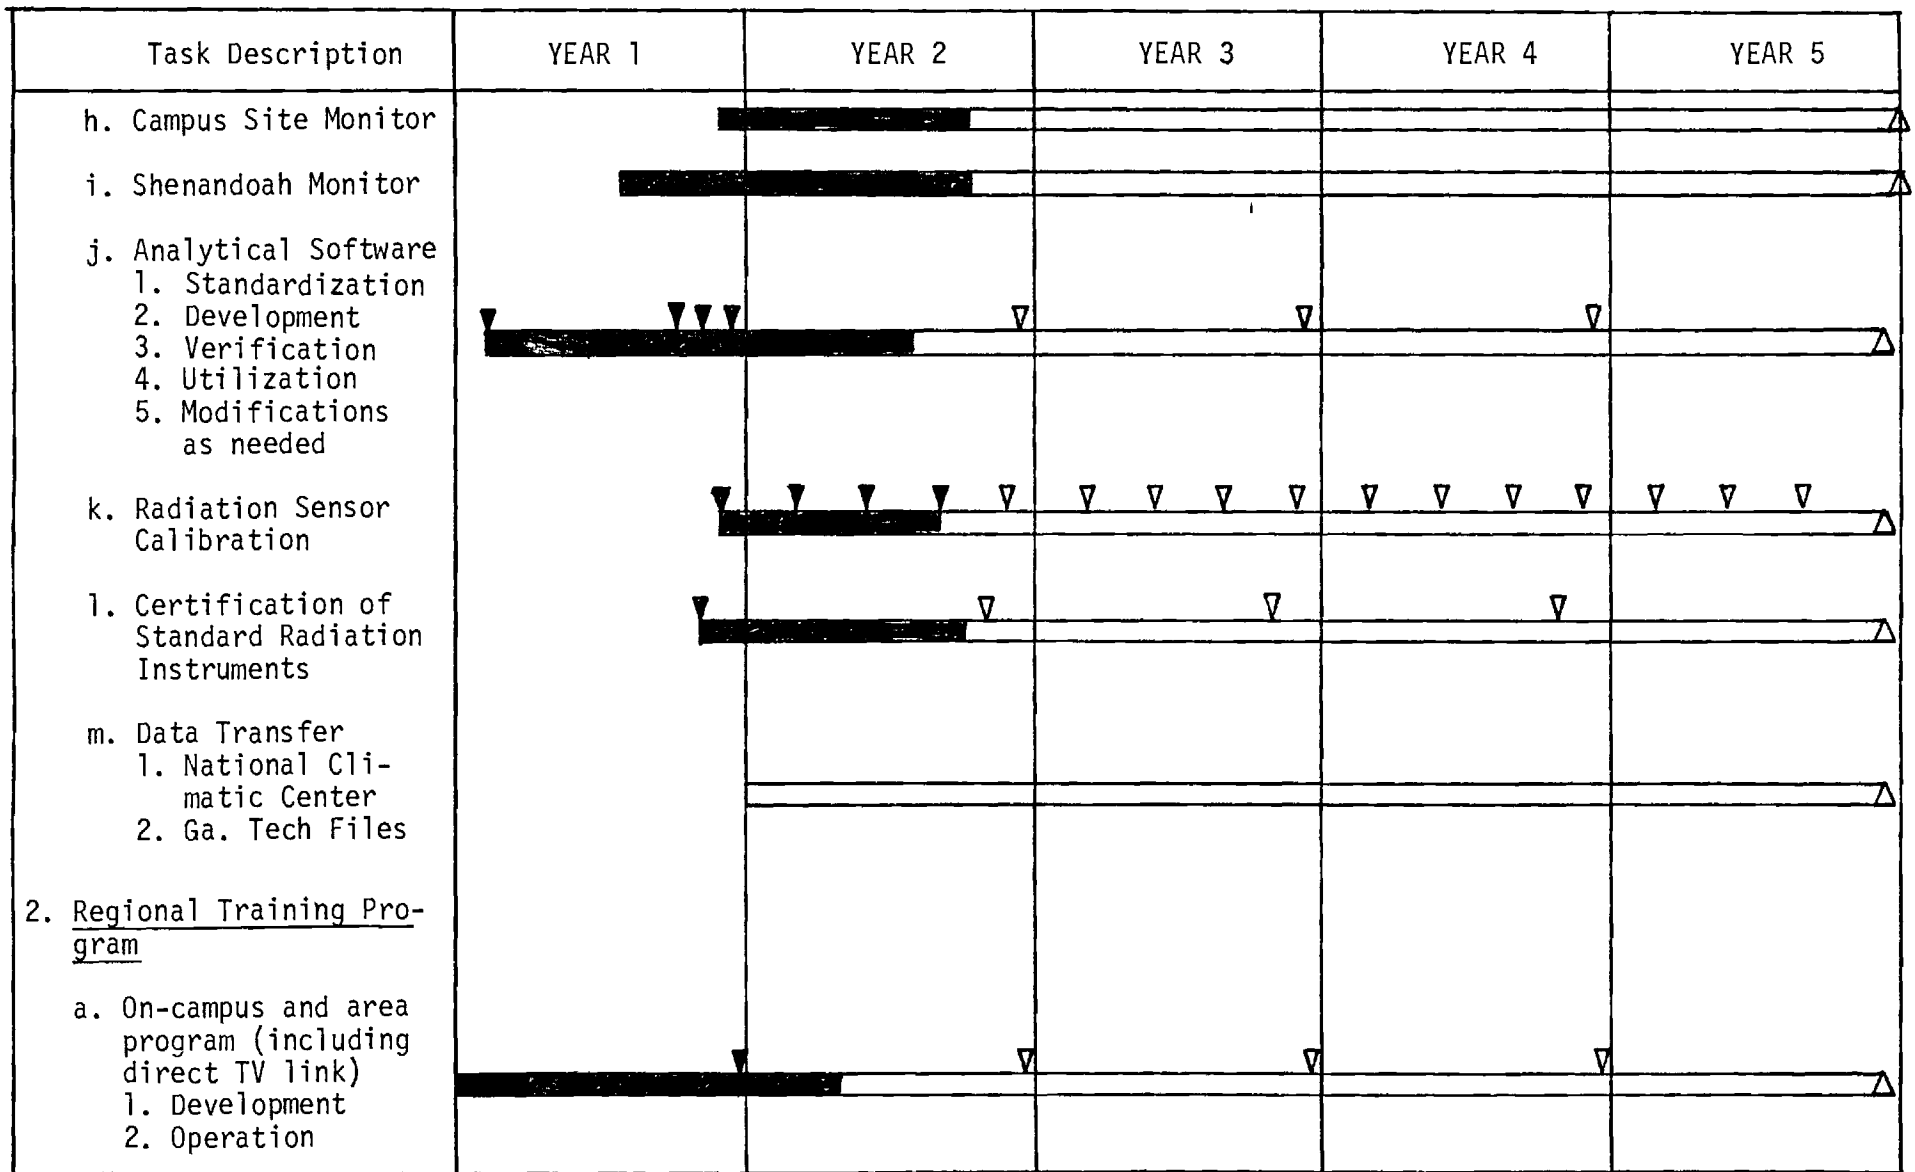 Task Description YEAR 1 YEAR 2 YEAR 3 YEAR 4 YEAR 5
h. Campus Site Monitor
i. Shenandoah Monitor
j. Analytical Software
1. Standardization
2. Development
3. Verification
4. Utilization
5. Modifications
as needed
k. Radiation Sensor
Calibration
l. Certification of
Standard Radiation
Instruments
m. Data Transfer
1. National Cli-
matic Center
2. Ga. Tech Files
2. Regional Training Pro-
gram
a. On-campus and area
program (including
direct TV link)
1. Development
2. Operation